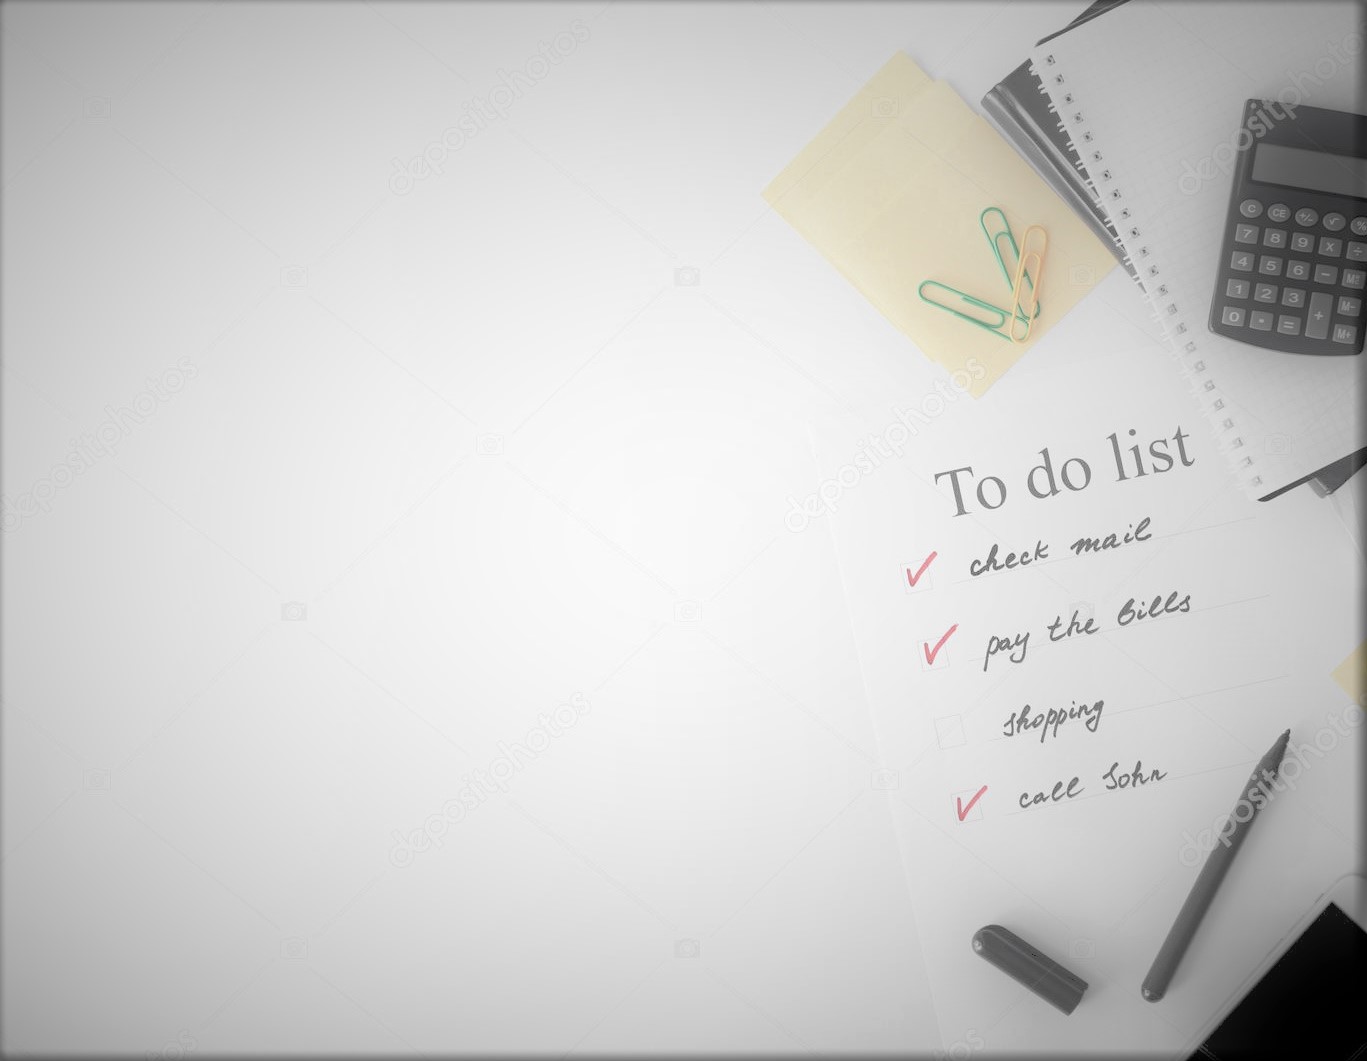 To do list
check mail
pay the bills
shopping
call John
C CE +/- √ %
7 8 9 x ÷
4 5 6 -
1 2 3 M-
0 . = + M+
depositphotos
depositphotos
depositphotos
depositphotos
depositphotos
depositphotos